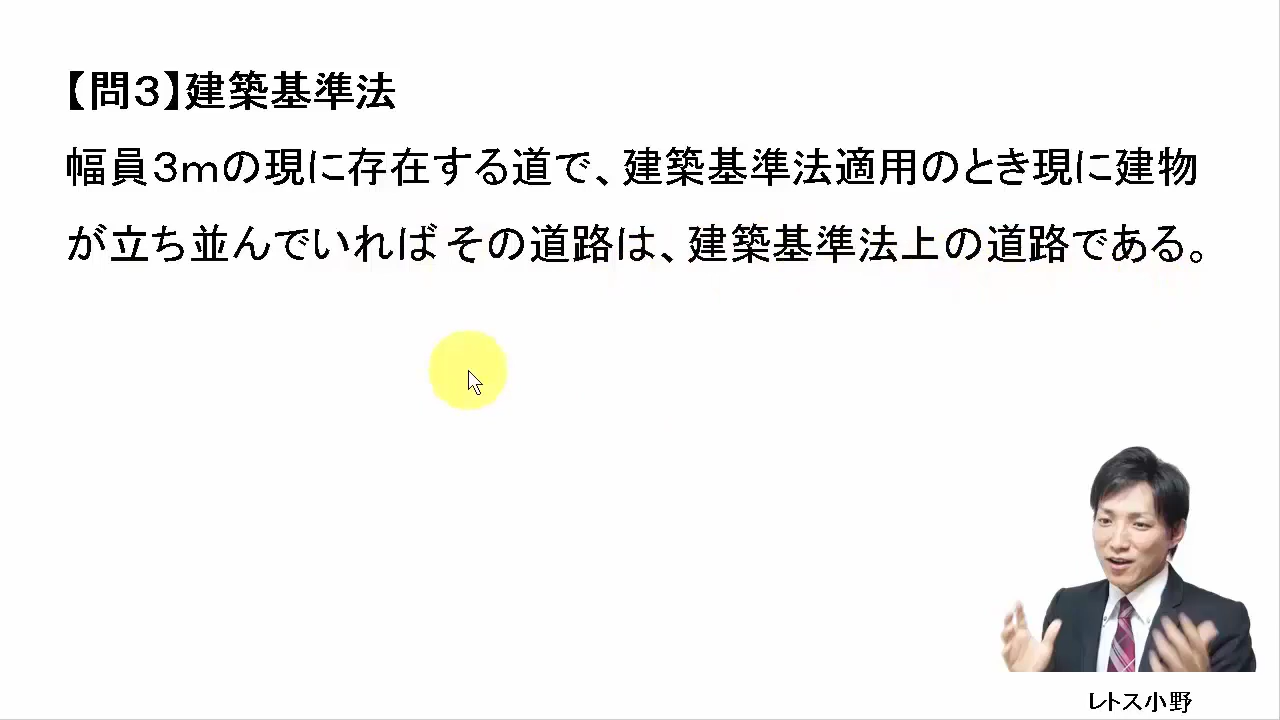 【問３】建築基準法
幅員３ｍの現に存在する道で、建築基準法適用のとき現に建物
が立ち並んでいればその道路は、建築基準法上の道路である。
レトス小野